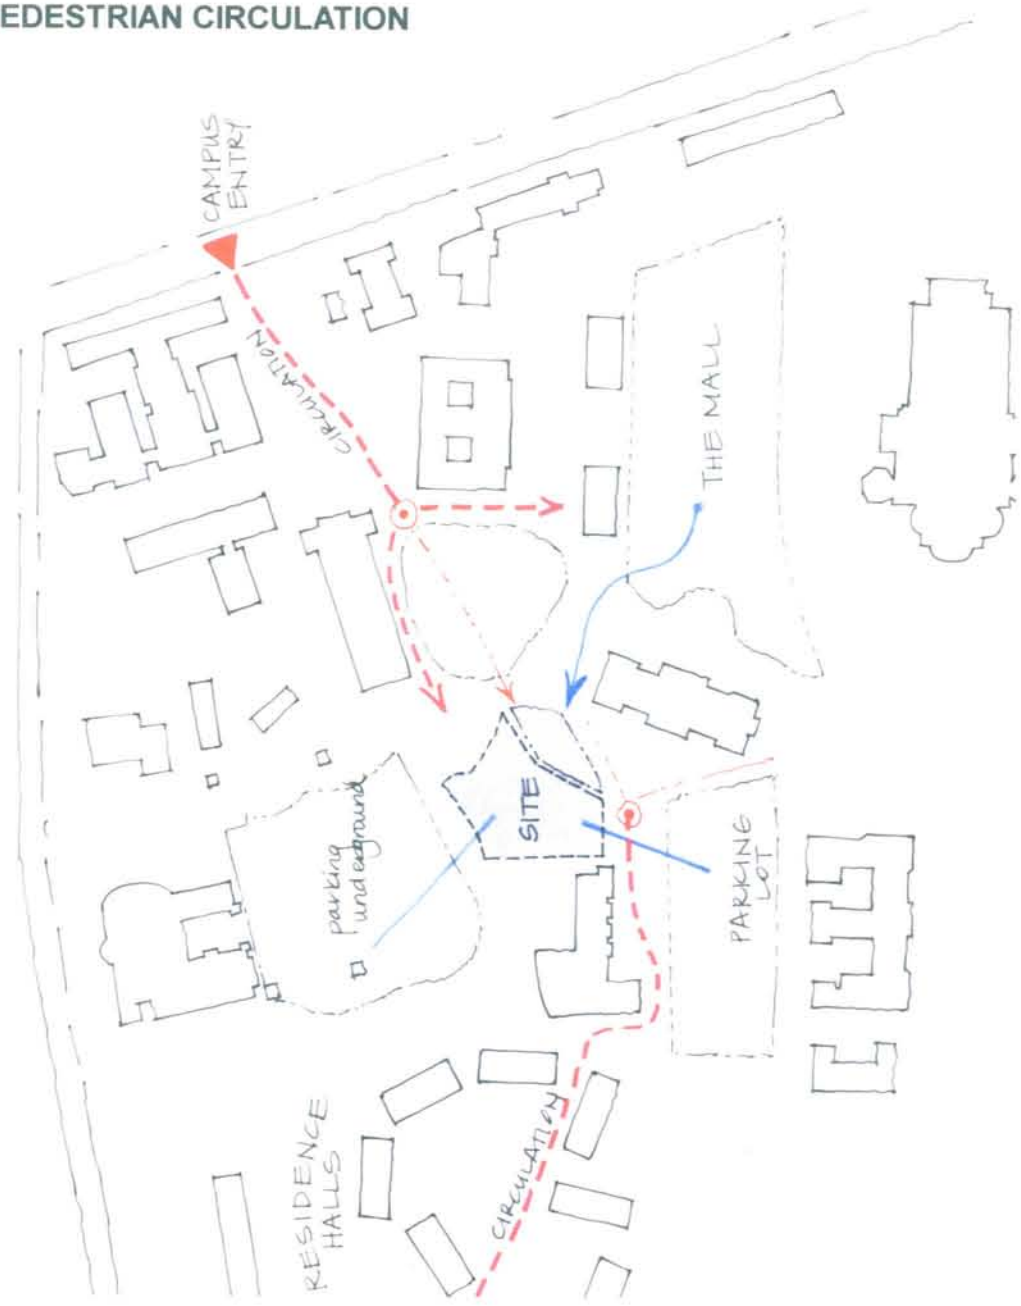 EDESTRIAN CIRCULATION
CAMPUS
ENTRY
CIRCULATION
THE MALL
SITE
parking
underground
PARKING
LOT
RESIDENCE
HALLS
CIRCULATION